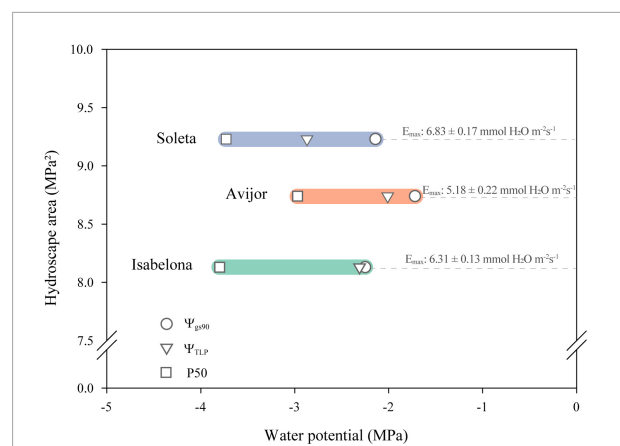 10.0
9.5
Soleta
Emax: 6.83 ± 0.17 mmol H₂O m⁻²s⁻¹
9.0
Avijor
Emax: 5.18 ± 0.22 mmol H₂O m⁻²s⁻¹
8.5
Hydroscape area (MPa²)
Isabelona
Emax: 6.31 ± 0.13 mmol H₂O m⁻²s⁻¹
8.0
Ψgs90
7.5
ΨTLP
P50
0.0
-5 -4 -3 -2 -1 0
Water potential (MPa)